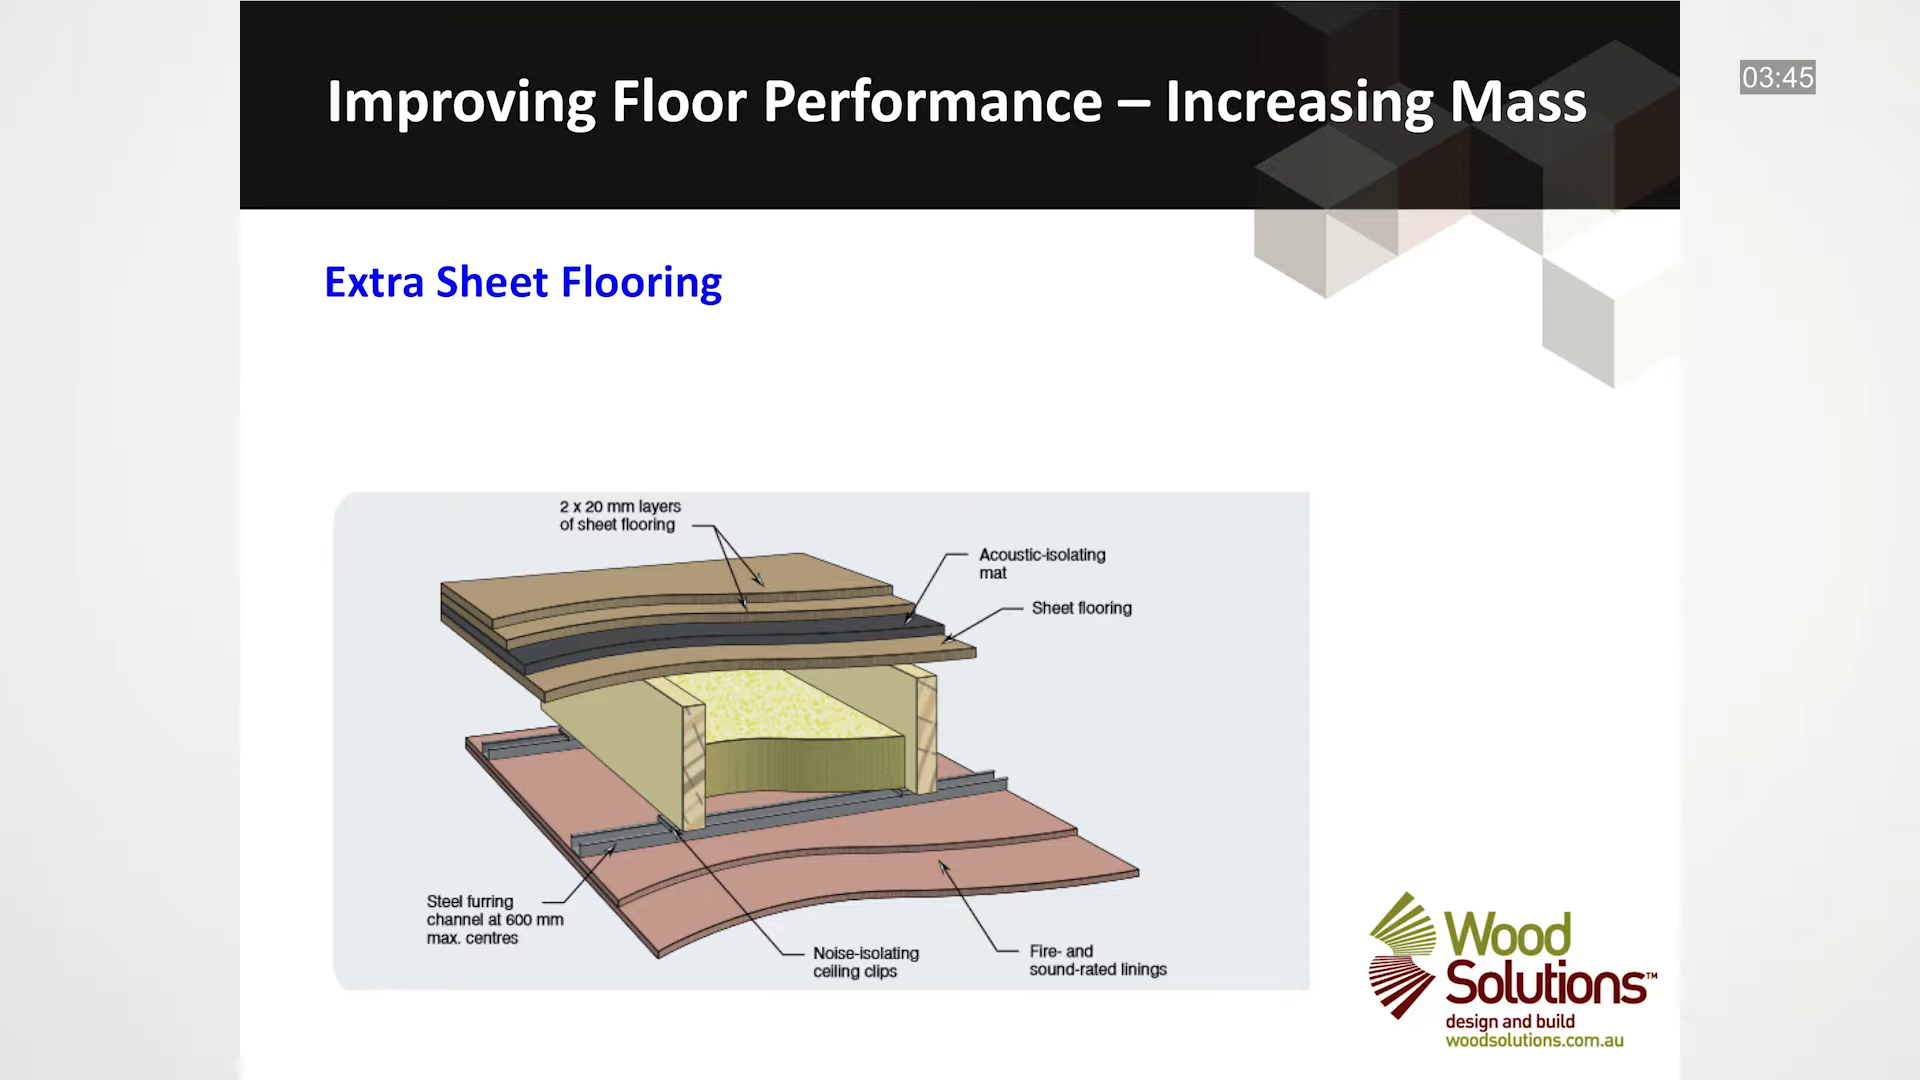 Improving Floor Performance – Increasing Mass
03:45
Extra Sheet Flooring
2 x 20 mm layers
of sheet flooring
Acoustic-isolating
mat
Sheet flooring
Steel furring
channel at 600 mm
max. centres
Noise-isolating
ceiling clips
Fire- and
sound-rated linings
Wood
Solutions™
design and build
woodsolutions.com.au